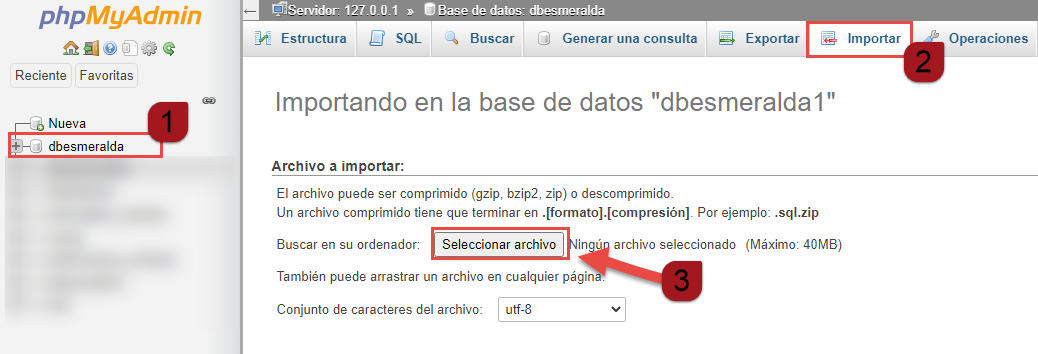 phpMyAdmin
Reciente Favoritas
Nueva
dbesmeralda
1
← Servidor: 127.0.0.1 » Base de datos: dbesmeralda
Estructura SQL Buscar Generar una consulta Exportar Importar Operaciones
2
Importando en la base de datos "dbesmeralda1"
Archivo a importar:
El archivo puede ser comprimido (gzip, bzip2, zip) o descomprimido.
Un archivo comprimido tiene que terminar en .[formato].[compresión]. Por ejemplo: .sql.zip
Buscar en su ordenador: Seleccionar archivo Ningún archivo seleccionado (Máximo: 40MB)
También puede arrastrar un archivo en cualquier página.
3
Conjunto de caracteres del archivo: utf-8